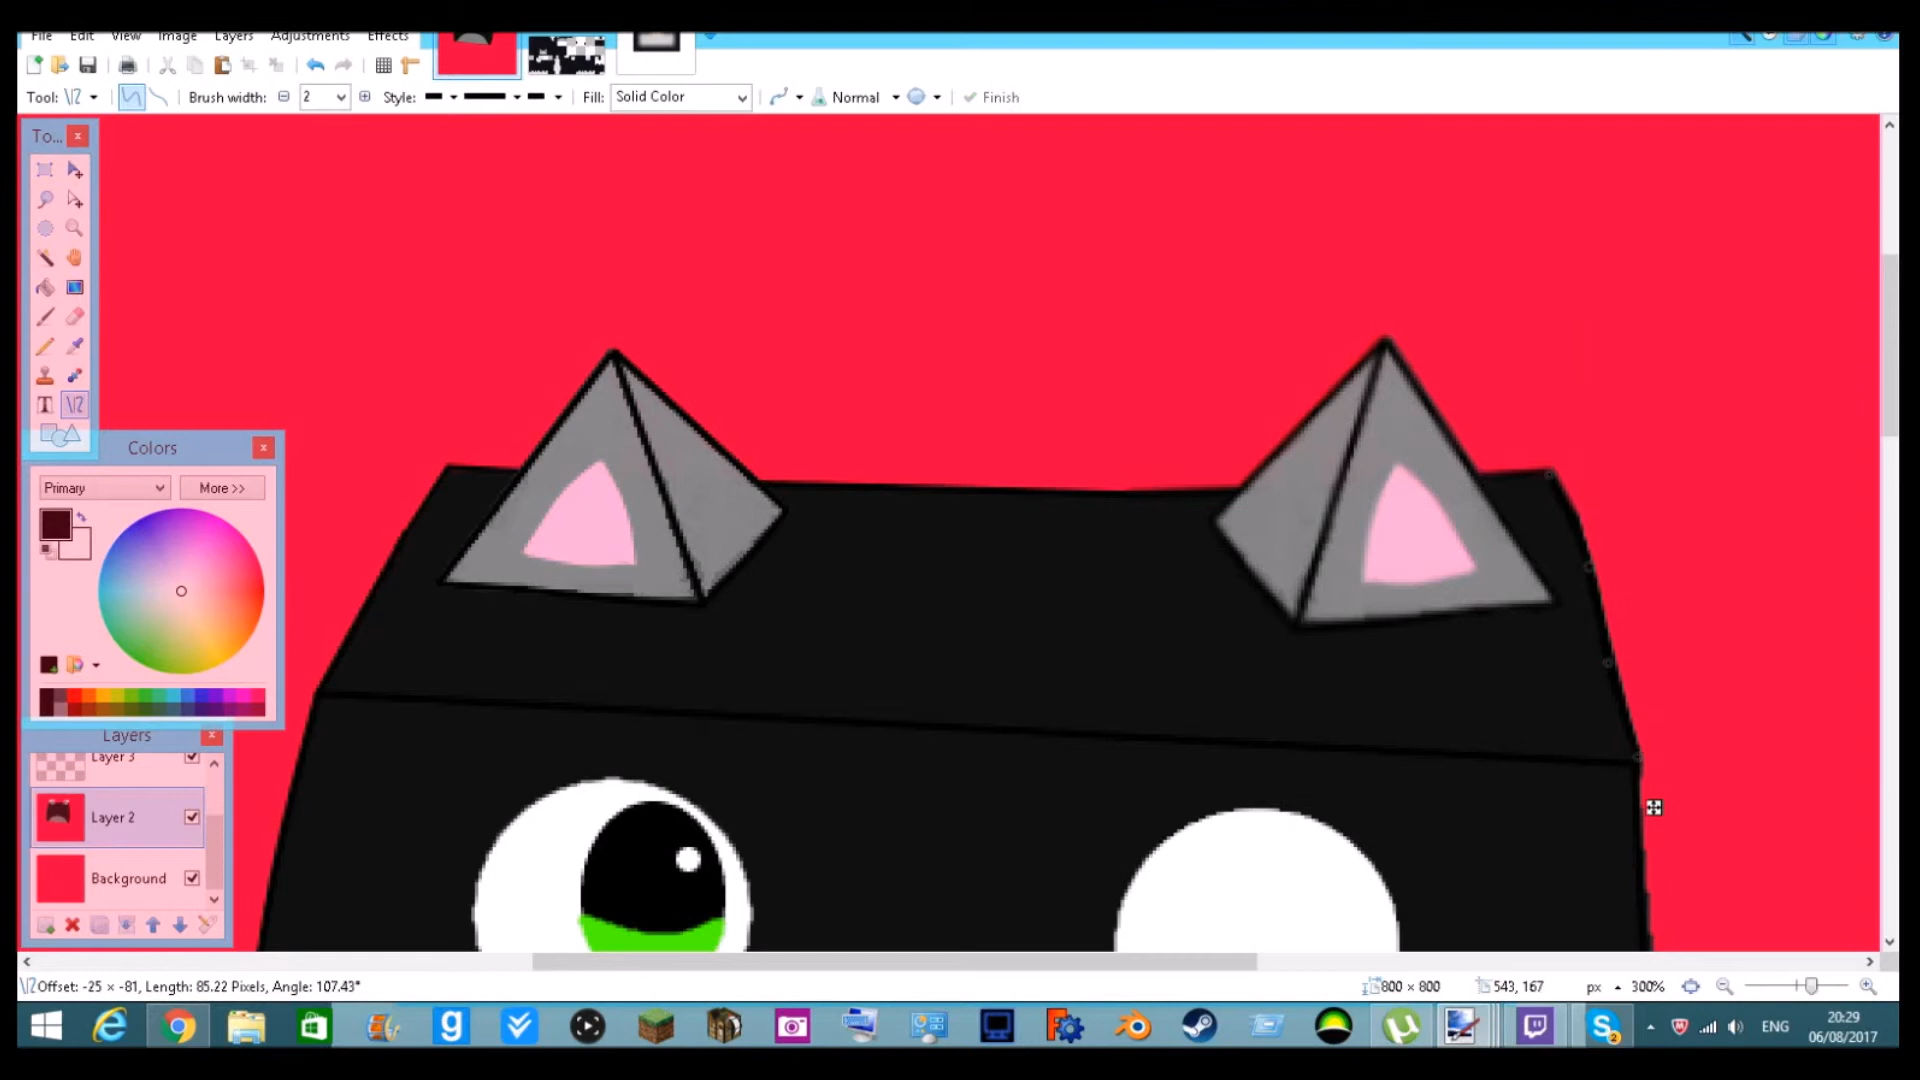 File Edit View Image Layers Adjustments Effects
Tool: Brush width: 2 Style: Fill: Solid Color Normal Finish
To...
Colors
Primary More >>
Layers
Layer 3
Layer 2
Background
Offset: -25 × -81, Length: 85.22 Pixels, Angle: 107.43° 800 × 800 543, 167 px 300%
ENG 20:29
06/08/2017